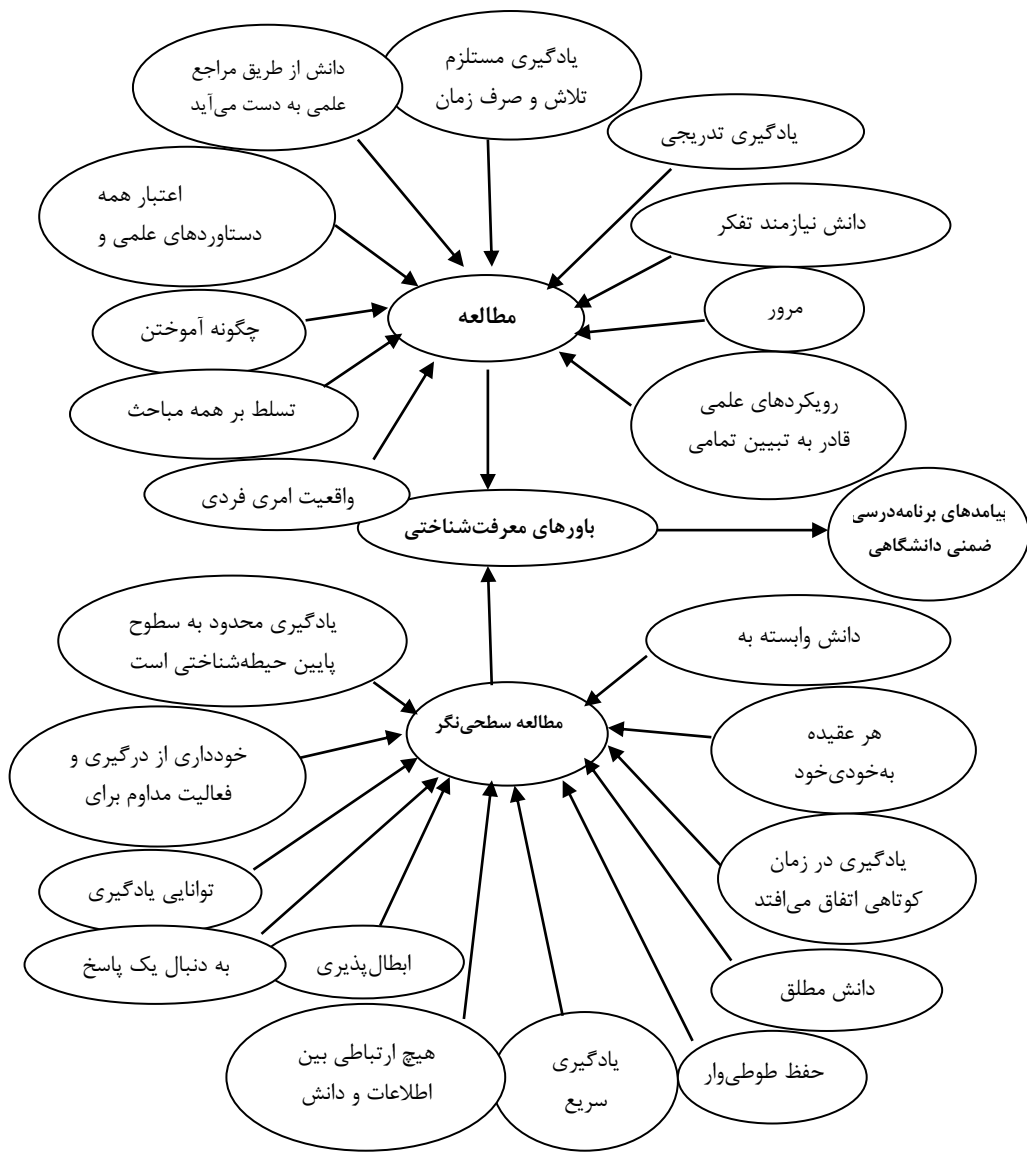 یادگیری مستلزم
تلاش و صرف زمان
دانش از طریق مراجع
علمی به دست می‌آید
یادگیری تدریجی
اعتبار همه
دستاوردهای علمی و
دانش نیازمند تفکر
مرور
مطالعه
چگونه آموختن
تسلط بر همه مباحث
رویکردهای علمی
قادر به تبیین تمامی
واقعیت امری فردی
باورهای معرفت‌شناختی
پیامدهای برنامه‌درسی
ضمنی دانشگاهی
یادگیری محدود به سطوح
پایین حیطه‌شناختی است
دانش وابسته به
مطالعه سطحی‌نگر
هر عقیده
به‌خودی‌خود
خودداری از درگیری و
فعالیت مداوم برای
یادگیری در زمان
کوتاهی اتفاق می‌افتد
توانایی یادگیری
به دنبال یک پاسخ
ابطال‌پذیری
دانش مطلق
هیچ ارتباطی بین
اطلاعات و دانش
یادگیری
سریع
حفظ طوطی‌وار